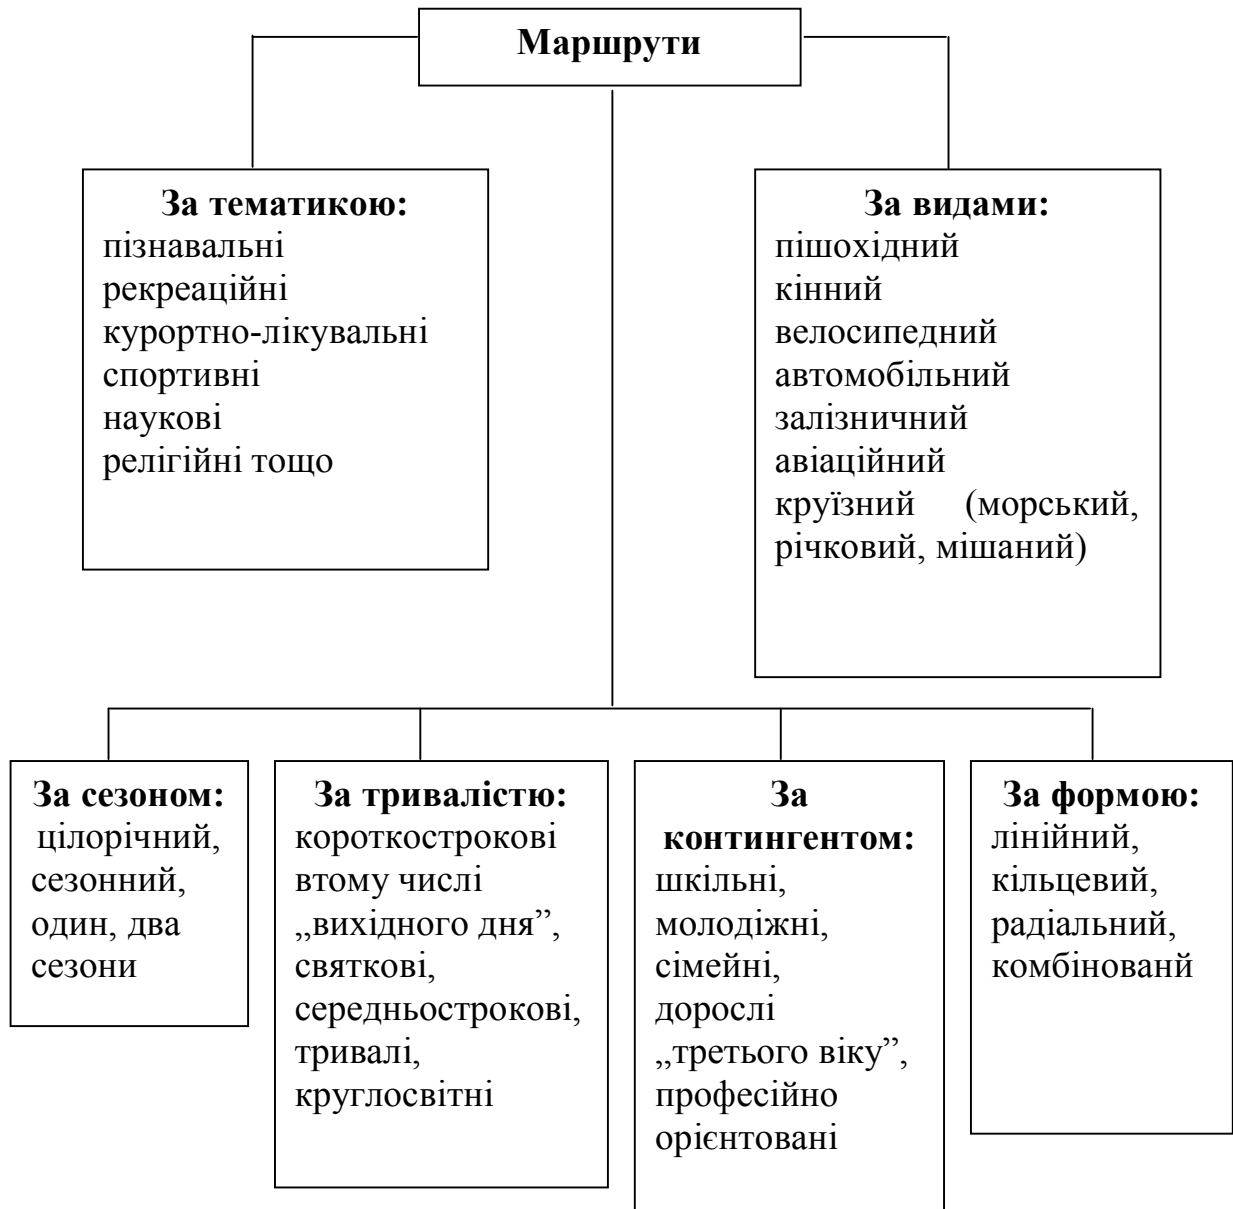 Маршрути
За тематикою:
пізнавальні
рекреаційні
курортно-лікувальні
спортивні
наукові
релігійні тощо
За видами:
пішохідний
кінний
велосипедний
автомобільний
залізничний
авіаційний
круїзний (морський,
річковий, мішаний)
За сезоном:
цілорічний,
сезонний,
один, два
сезони
За тривалістю:
короткострокові
втому числі
„вихідного дня”,
святкові,
середньострокові,
тривалі,
круглосвітні
За
контингентом:
шкільні,
молодіжні,
сімейні,
дорослі
„третього віку”,
професійно
орієнтовані
За формою:
лінійний,
кільцевий,
радіальний,
комбінованй